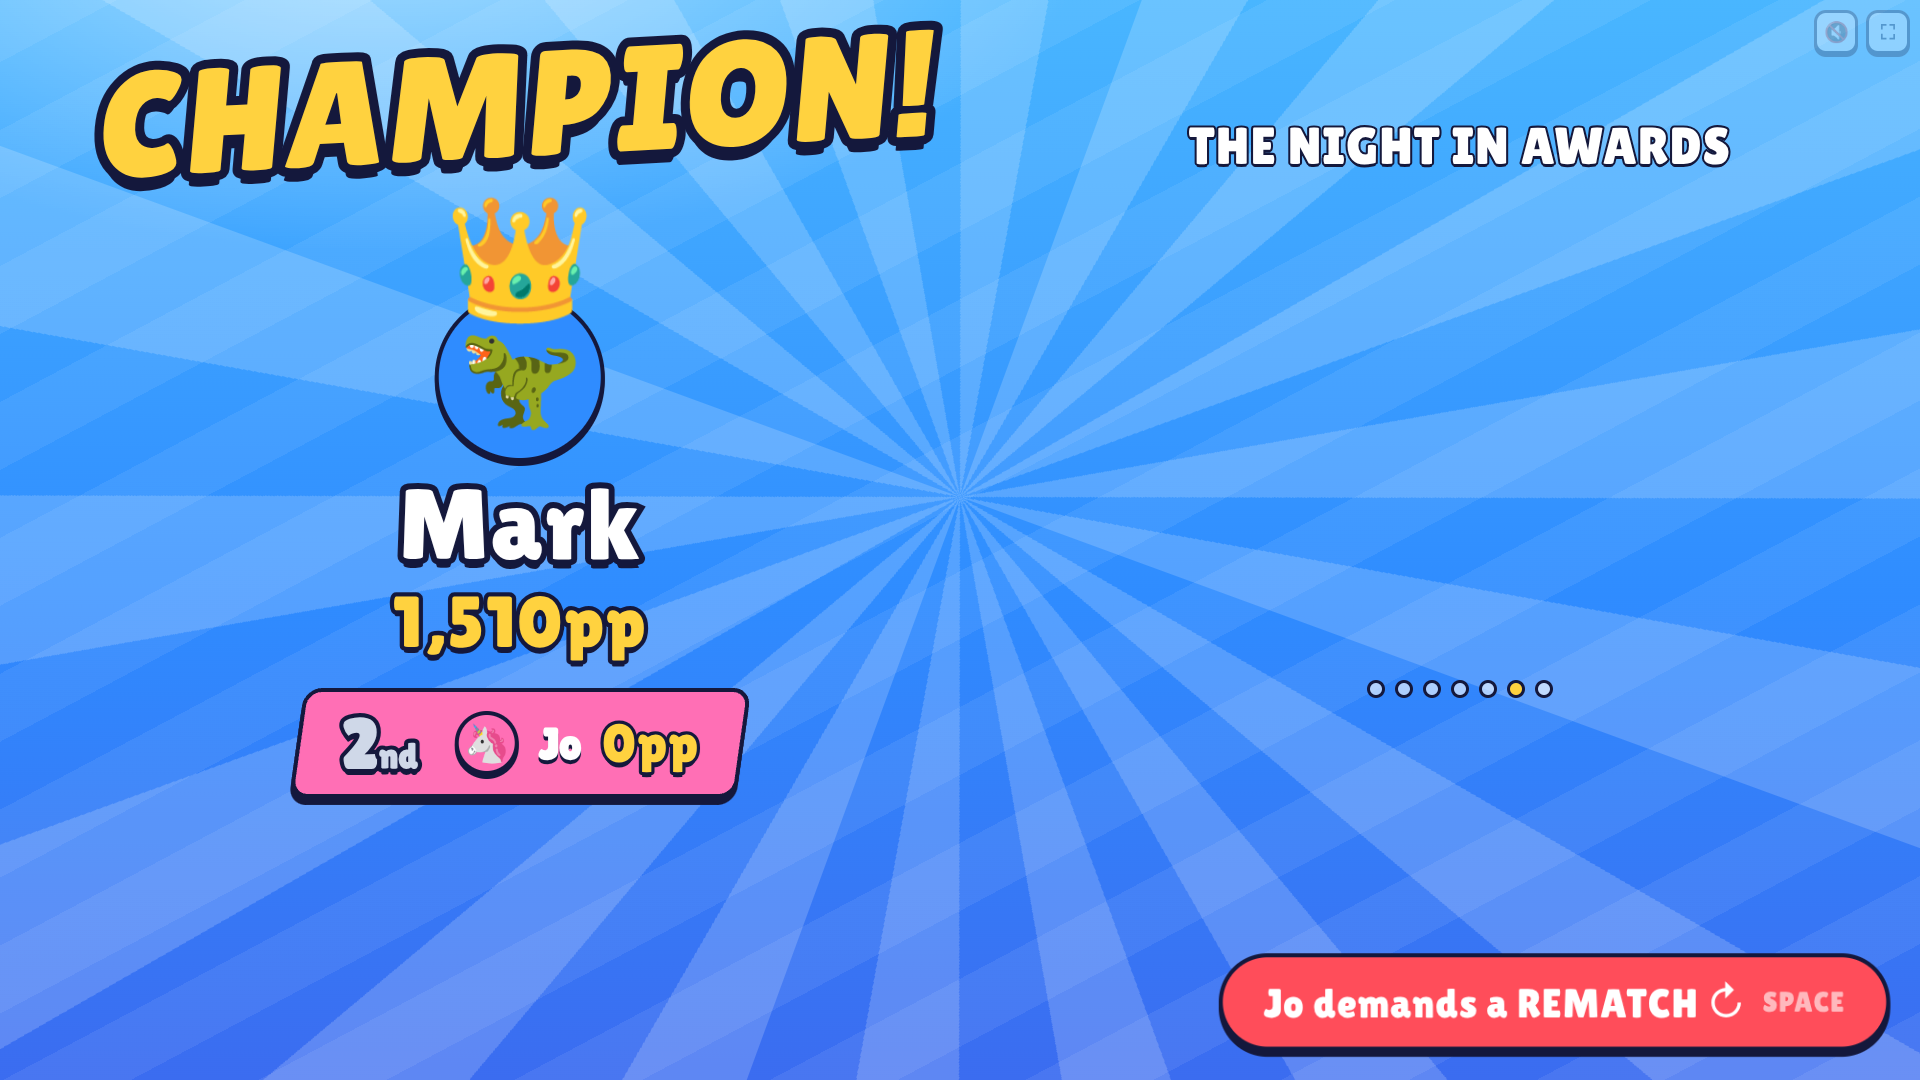 CHAMPION!
Mark
1,510pp
2nd Jo 0pp
THE NIGHT IN AWARDS
Jo demands a REMATCH SPACE